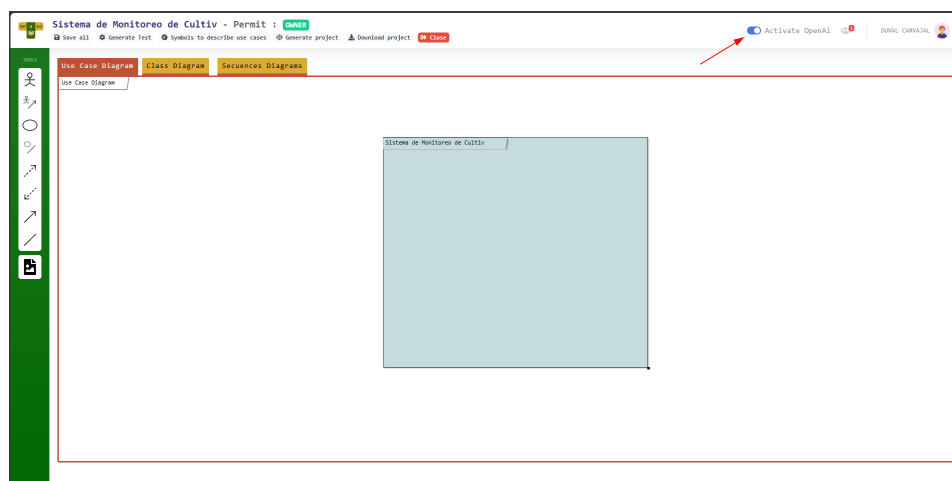 Sistema de Monitoreo de Cultiv - Permit : OWNER
Save all Generate Test Symbols to describe use cases Generate project Download project Close
Activate OpenAi
DUVAL CARVAJAL
TOOLS
Use Case Diagram Class Diagram Secuences Diagrams
Use Case Diagram
Sistema de Monitoreo de Cultiv